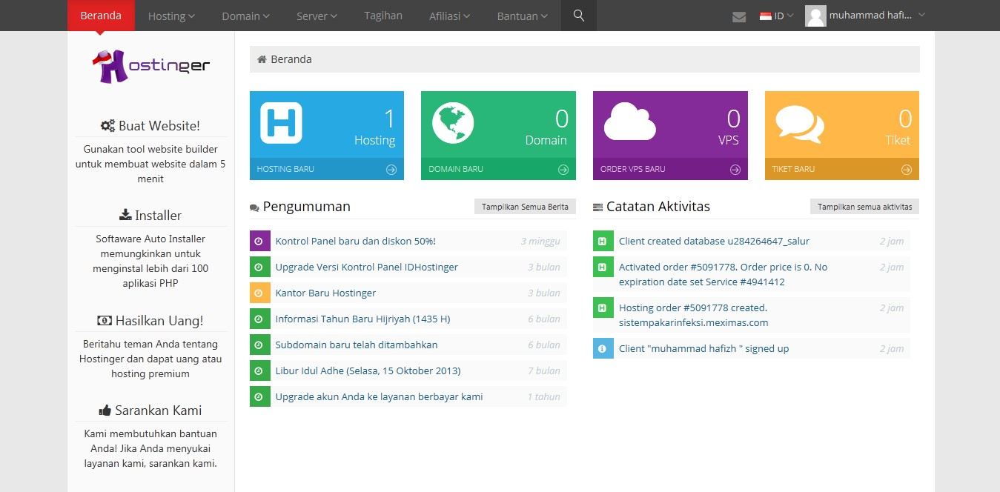 Beranda Hosting Domain Server Tagihan Afiliasi Bantuan ID muhammad hafi...
Hostinger
Buat Website!
Gunakan tool website builder
untuk membuat website dalam 5
menit
Installer
Softaware Auto Installer
memungkinkan untuk
menginstal lebih dari 100
aplikasi PHP
Hasilkan Uang!
Beritahu teman Anda tentang
Hostinger dan dapat uang atau
hosting premium
Sarankan Kami
Kami membutuhkan bantuan
Anda! Jika Anda menyukai
layanan kami, sarankan kami.
Beranda
H 1
Hosting
HOSTING BARU
0
Domain
DOMAIN BARU
0
VPS
ORDER VPS BARU
0
Tiket
TIKET BARU
Pengumuman Tampilkan Semua Berita
Kontrol Panel baru dan diskon 50%! 3 minggu
Upgrade Versi Kontrol Panel IDHostinger 3 bulan
Kantor Baru Hostinger 3 bulan
Informasi Tahun Baru Hijriyah (1435 H) 6 bulan
Subdomain baru telah ditambahkan 6 bulan
Libur Idul Adhe (Selasa, 15 Oktober 2013) 7 bulan
Upgrade akun Anda ke layanan berbayar kami 1 tahun
Catatan Aktivitas Tampilkan semua aktivitas
H Client created database u284264647_salur 2 jam
H Activated order #5091778. Order price is 0. No 2 jam
expiration date set Service #4941412
H Hosting order #5091778 created. 2 jam
sistempakarinfeksi.meximas.com
Client "muhammad hafizh " signed up 2 jam